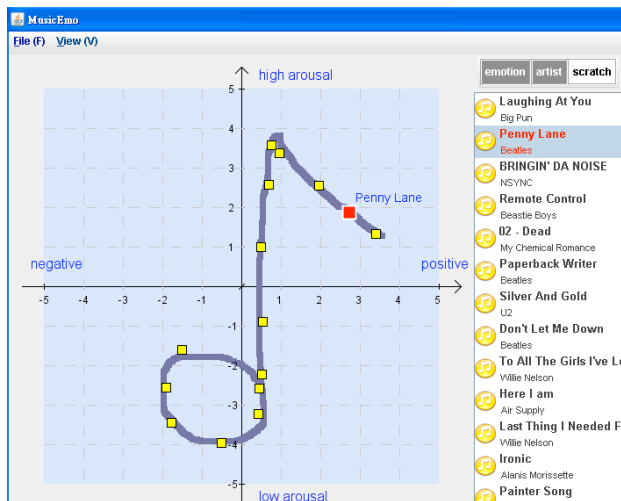 MusicEmo
File (F) View (V)
high arousal
emotion artist scratch
5
4
3
2
1
-1
-2
-3
-4
-5
-5 -4 -3 -2 -1 0 1 2 3 4 5
negative
positive
Penny Lane
low arousal
Laughing At You
Big Pun
Penny Lane
Beatles
BRINGIN' DA NOISE
NSYNC
Remote Control
Beastie Boys
02 - Dead
My Chemical Romance
Paperback Writer
Beatles
Silver And Gold
U2
Don't Let Me Down
Beatles
To All The Girls I've L
Willie Nelson
Here I am
Air Supply
Last Thing I Needed F
Willie Nelson
Ironic
Alanis Morissette
Painter Song